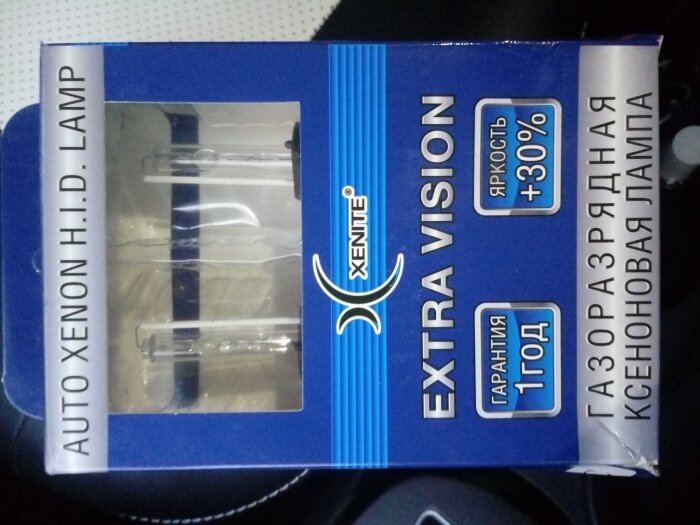 AUTO XENON H.I.D. LAMP
XENITE®
EXTRA VISION
ГАРАНТИЯ
1 ГОД
ЯРКОСТЬ
+30%
ГАЗОРАЗРЯДНАЯ
КСЕНОНОВАЯ ЛАМПА